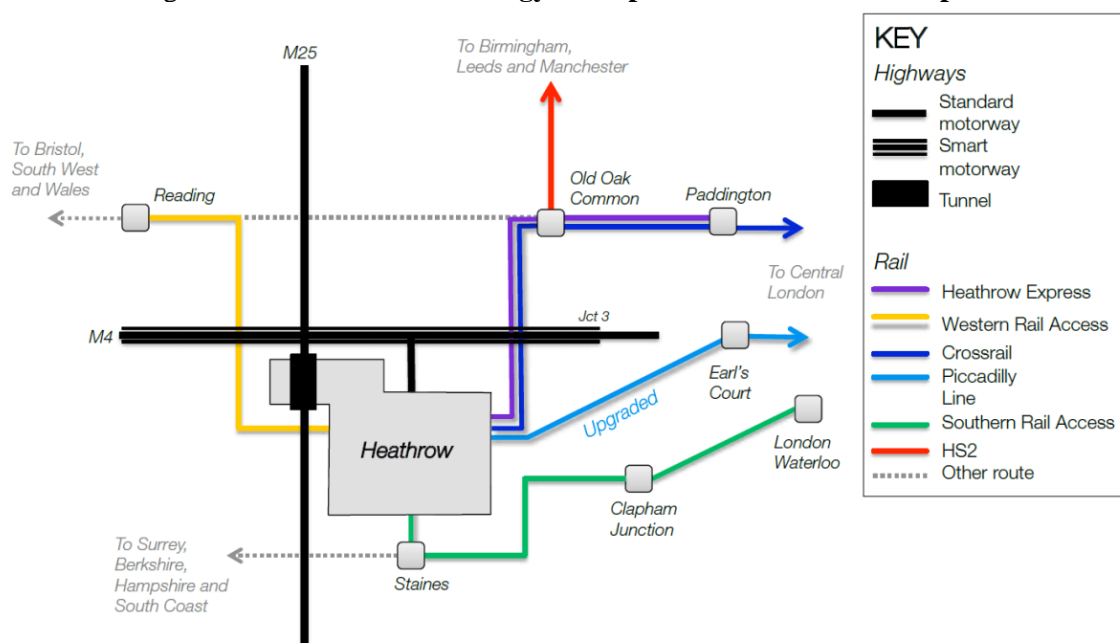 M25
To Birmingham,
Leeds and Manchester
To Bristol,
South West
and Wales
Reading
Old Oak
Common
Paddington
To Central
London
M4
Jct 3
Earl's
Court
Upgraded
Heathrow
London
Waterloo
Clapham
Junction
To Surrey,
Berkshire,
Hampshire and
South Coast
Staines
KEY
Highways
Standard
motorway
Smart
motorway
Tunnel
Rail
Heathrow Express
Western Rail Access
Crossrail
Piccadilly
Line
Southern Rail Access
HS2
Other route